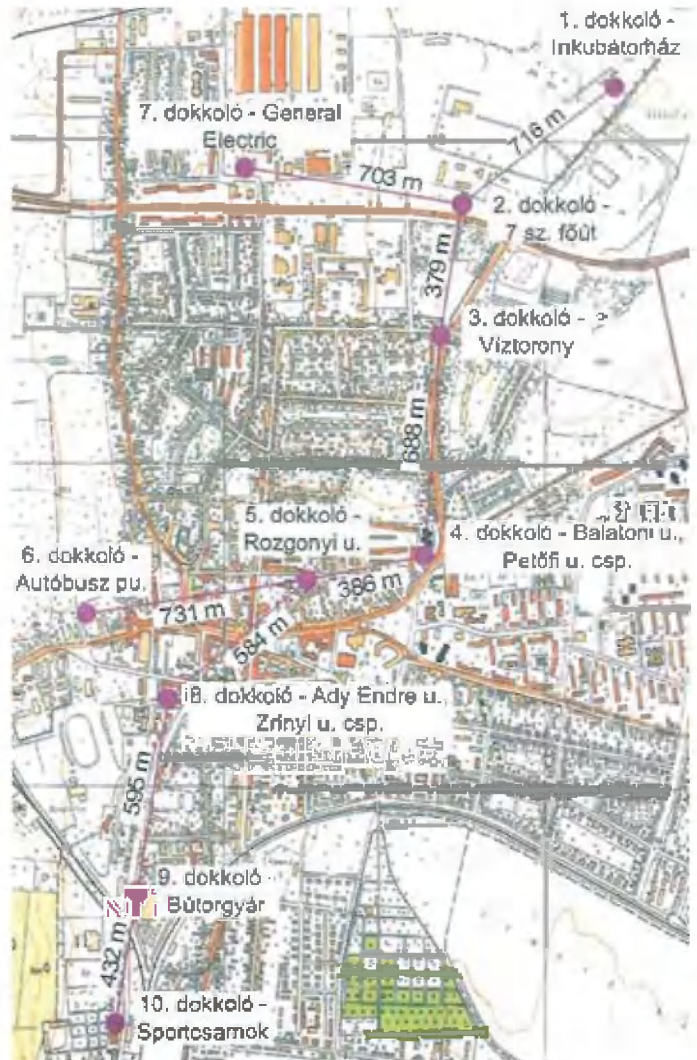 1. dokkoló -
Inkubátorház
7. dokkoló - General
Electric
716 m
703 m
2. dokkoló -
7 sz. főút
379 m
3. dokkoló -
Víztorony
688 m
5. dokkoló -
Rozgonyi u.
4. dokkoló - Balatoni u.,
Petőfi u. csp.
6. dokkoló -
Autóbusz pu.
386 m
731 m
584 m
8. dokkoló - Ady Endre u.,
Zrínyi u. csp.
595 m
9. dokkoló -
Bútorgyár
432 m
10. dokkoló -
Sportcsarnok